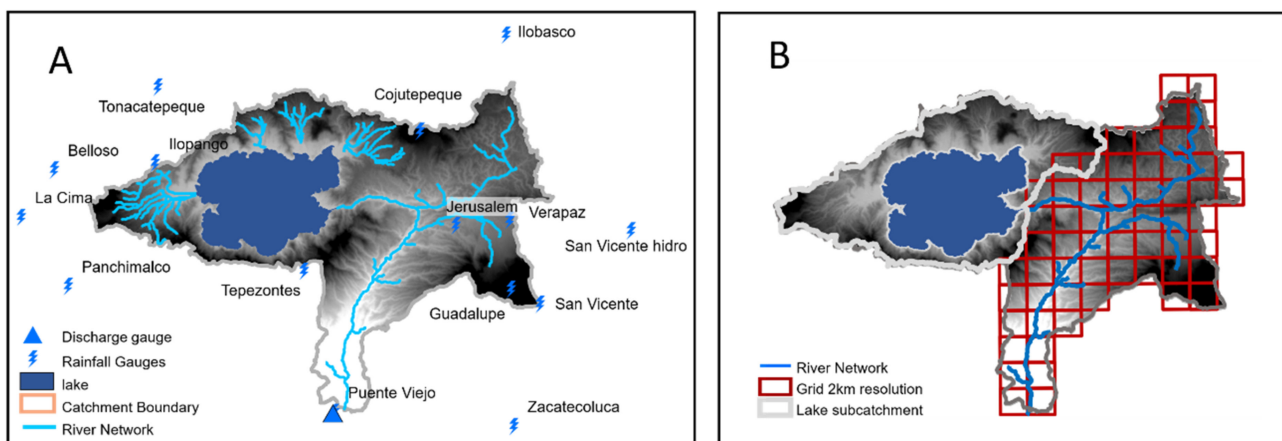 A
Ilobasco
Tonacatepeque
Cojutepeque
Belloso
Ilopango
La Cima
Jerusalem
Verapaz
San Vicente hidro
Panchimalco
Tepezontes
Guadalupe
San Vicente
Discharge gauge
Rainfall Gauges
lake
Catchment Boundary
River Network
Puente Viejo
Zacatecoluca
B
River Network
Grid 2km resolution
Lake subcatchment